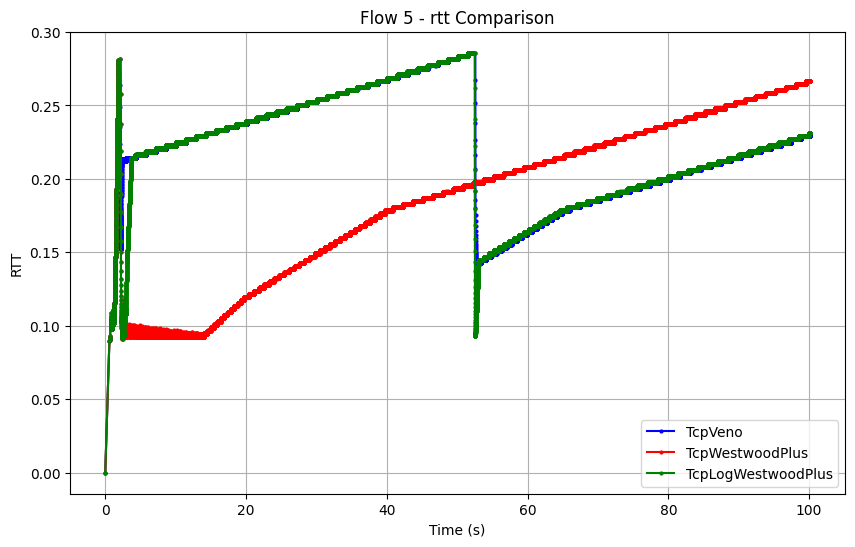 Flow 5 - rtt Comparison
RTT
0.30
0.25
0.20
0.15
0.10
0.05
0.00
0
20
40
60
80
100
Time (s)
TcpVeno
TcpWestwoodPlus
TcpLogWestwoodPlus